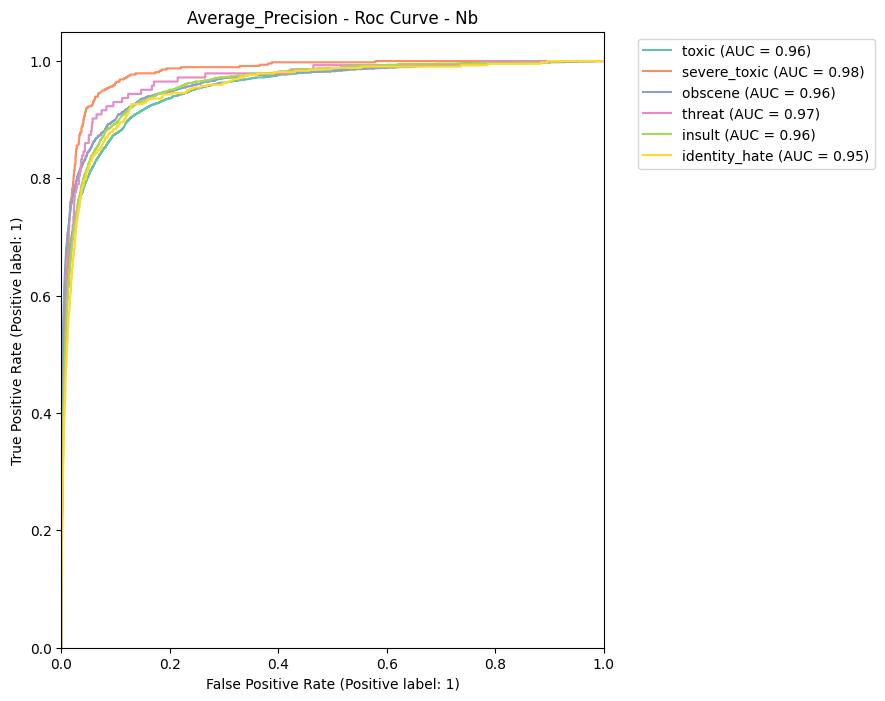 Average_Precision - Roc Curve - Nb
toxic (AUC = 0.96)
severe_toxic (AUC = 0.98)
obscene (AUC = 0.96)
threat (AUC = 0.97)
insult (AUC = 0.96)
identity_hate (AUC = 0.95)
True Positive Rate (Positive label: 1)
1.0
0.8
0.6
0.4
0.2
0.0
0.0 0.2 0.4 0.6 0.8 1.0
False Positive Rate (Positive label: 1)